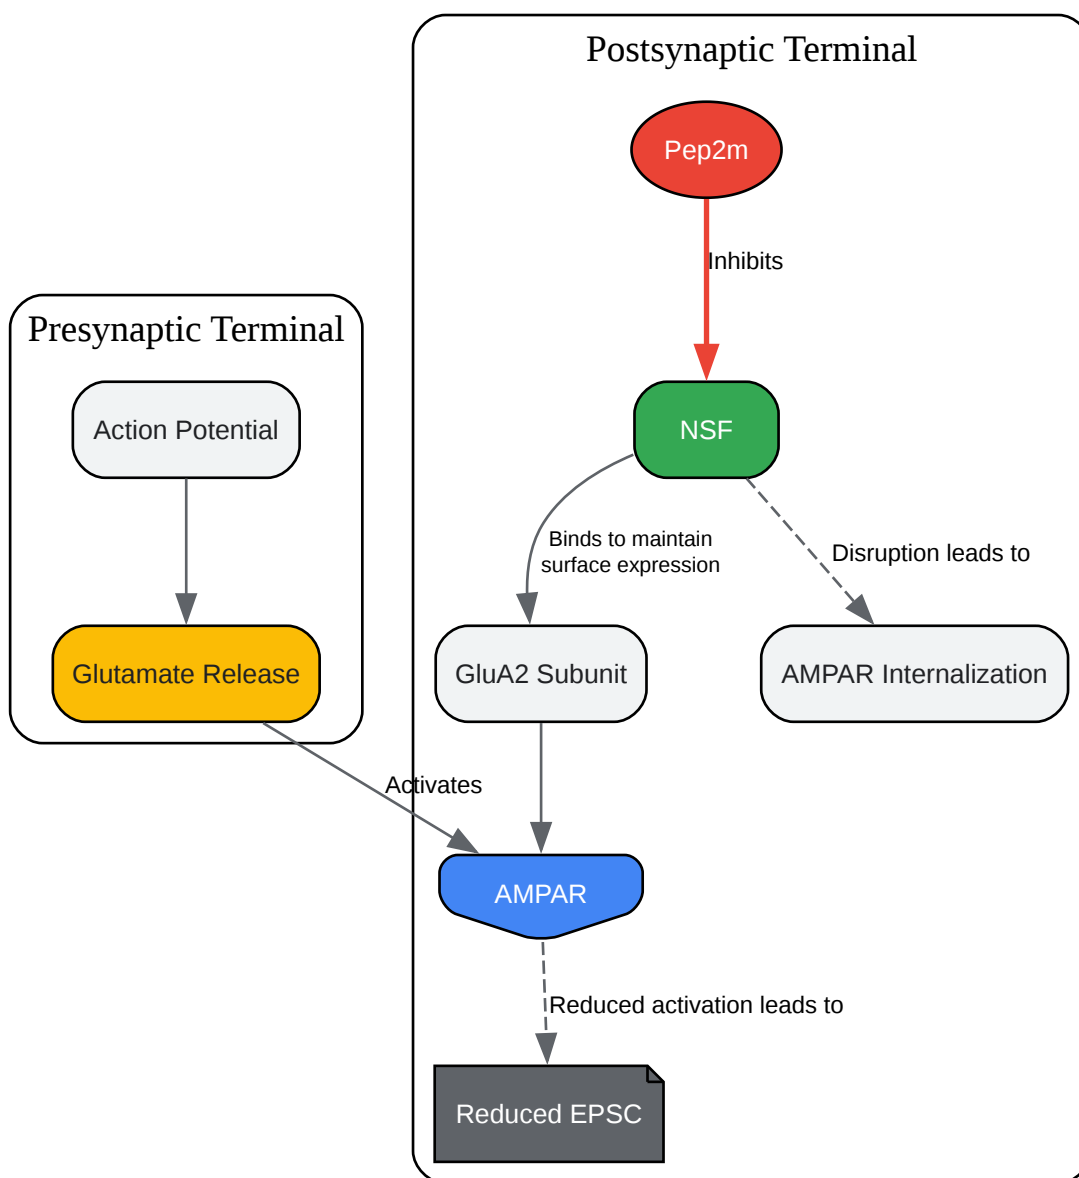 Postsynaptic Terminal
Pep2m
Inhibits
Presynaptic Terminal
Action Potential
NSF
Binds to maintain
surface expression
Disruption leads to
Glutamate Release
GluA2 Subunit
AMPAR Internalization
Activates
AMPAR
Reduced activation leads to
Reduced EPSC